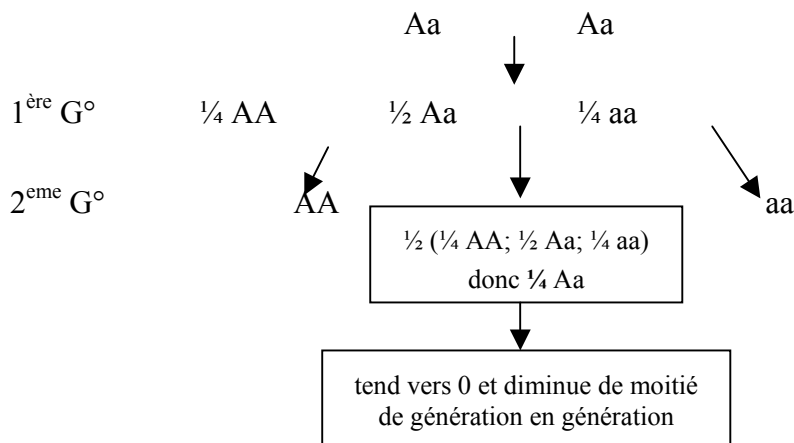 Aa Aa
1ère G° ¼ AA ½ Aa ¼ aa
2eme G° AA aa
½ (¼ AA; ½ Aa; ¼ aa)
donc ¼ Aa
tend vers 0 et diminue de moitié
de génération en génération